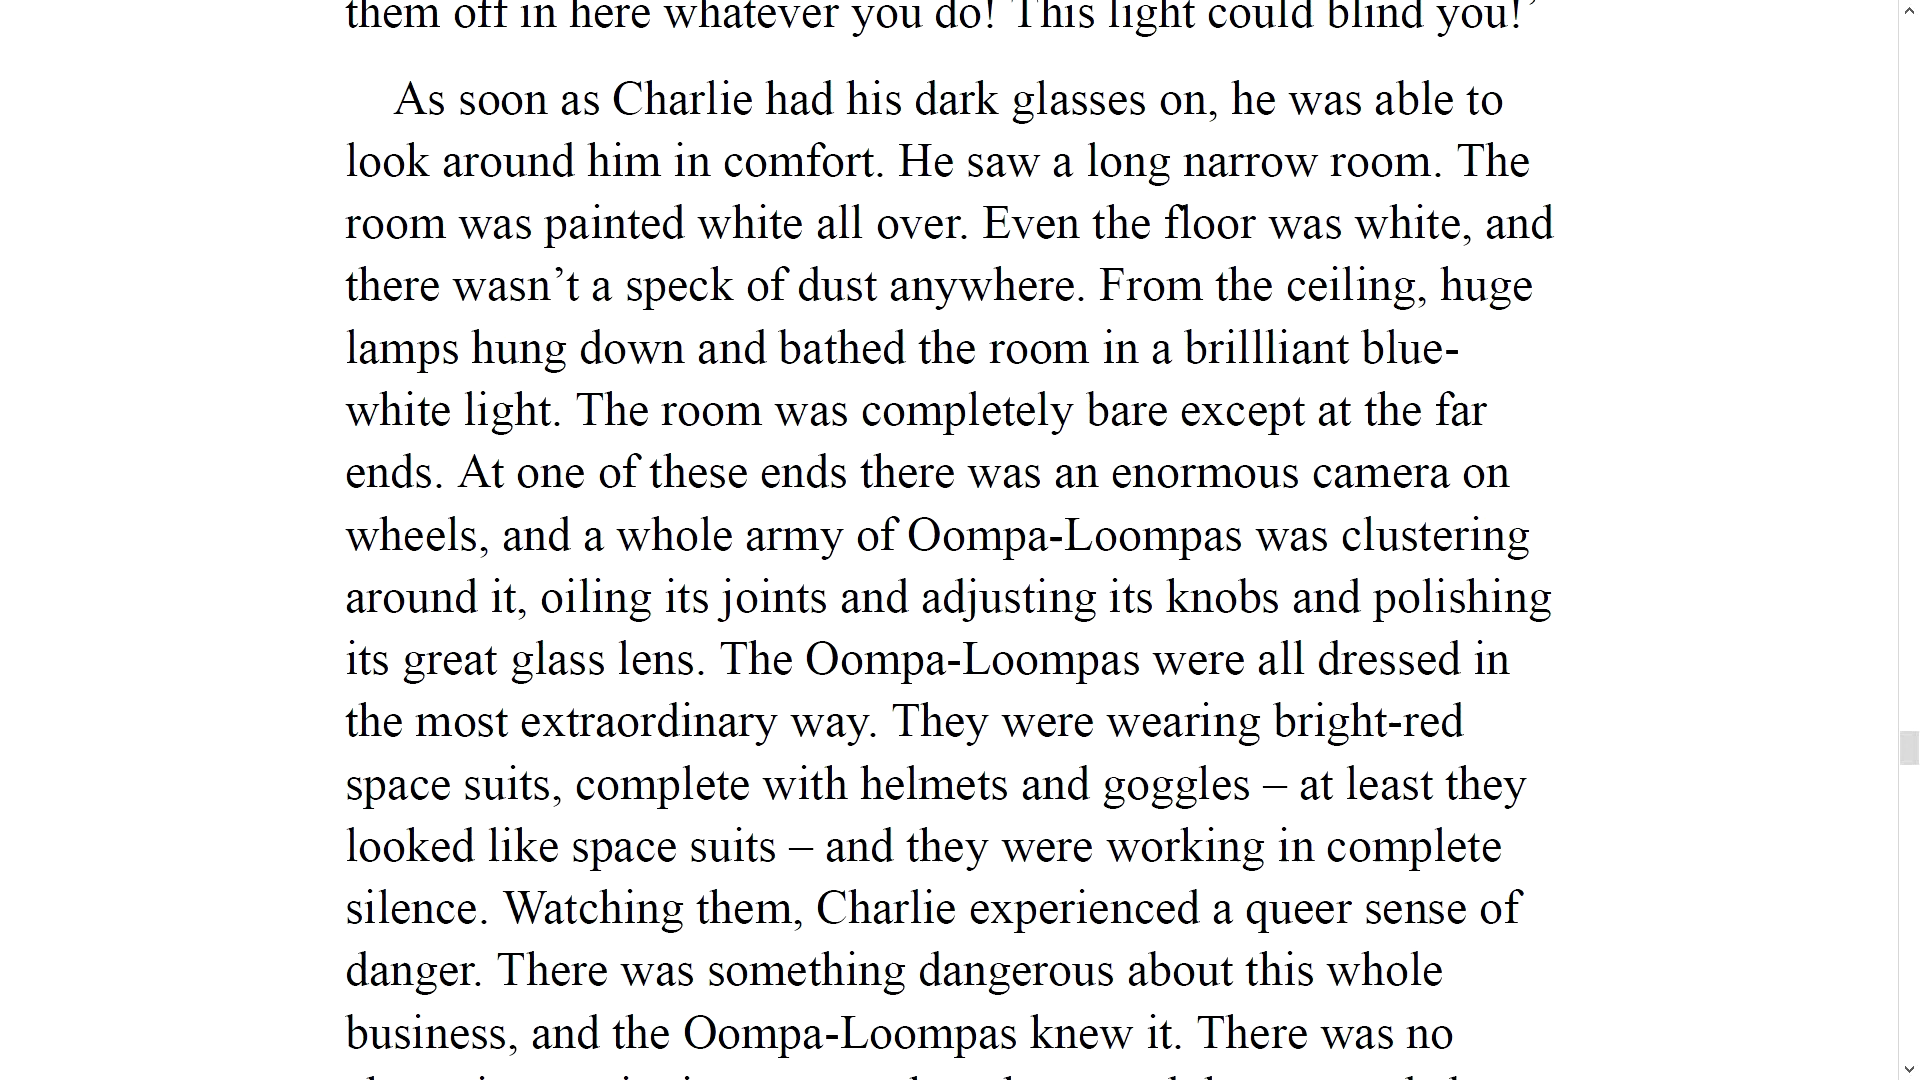 them off in here whatever you do! This light could blind you!’
As soon as Charlie had his dark glasses on, he was able to
look around him in comfort. He saw a long narrow room. The
room was painted white all over. Even the floor was white, and
there wasn’t a speck of dust anywhere. From the ceiling, huge
lamps hung down and bathed the room in a brillliant blue-
white light. The room was completely bare except at the far
ends. At one of these ends there was an enormous camera on
wheels, and a whole army of Oompa-Loompas was clustering
around it, oiling its joints and adjusting its knobs and polishing
its great glass lens. The Oompa-Loompas were all dressed in
the most extraordinary way. They were wearing bright-red
space suits, complete with helmets and goggles – at least they
looked like space suits – and they were working in complete
silence. Watching them, Charlie experienced a queer sense of
danger. There was something dangerous about this whole
business, and the Oompa-Loompas knew it. There was no